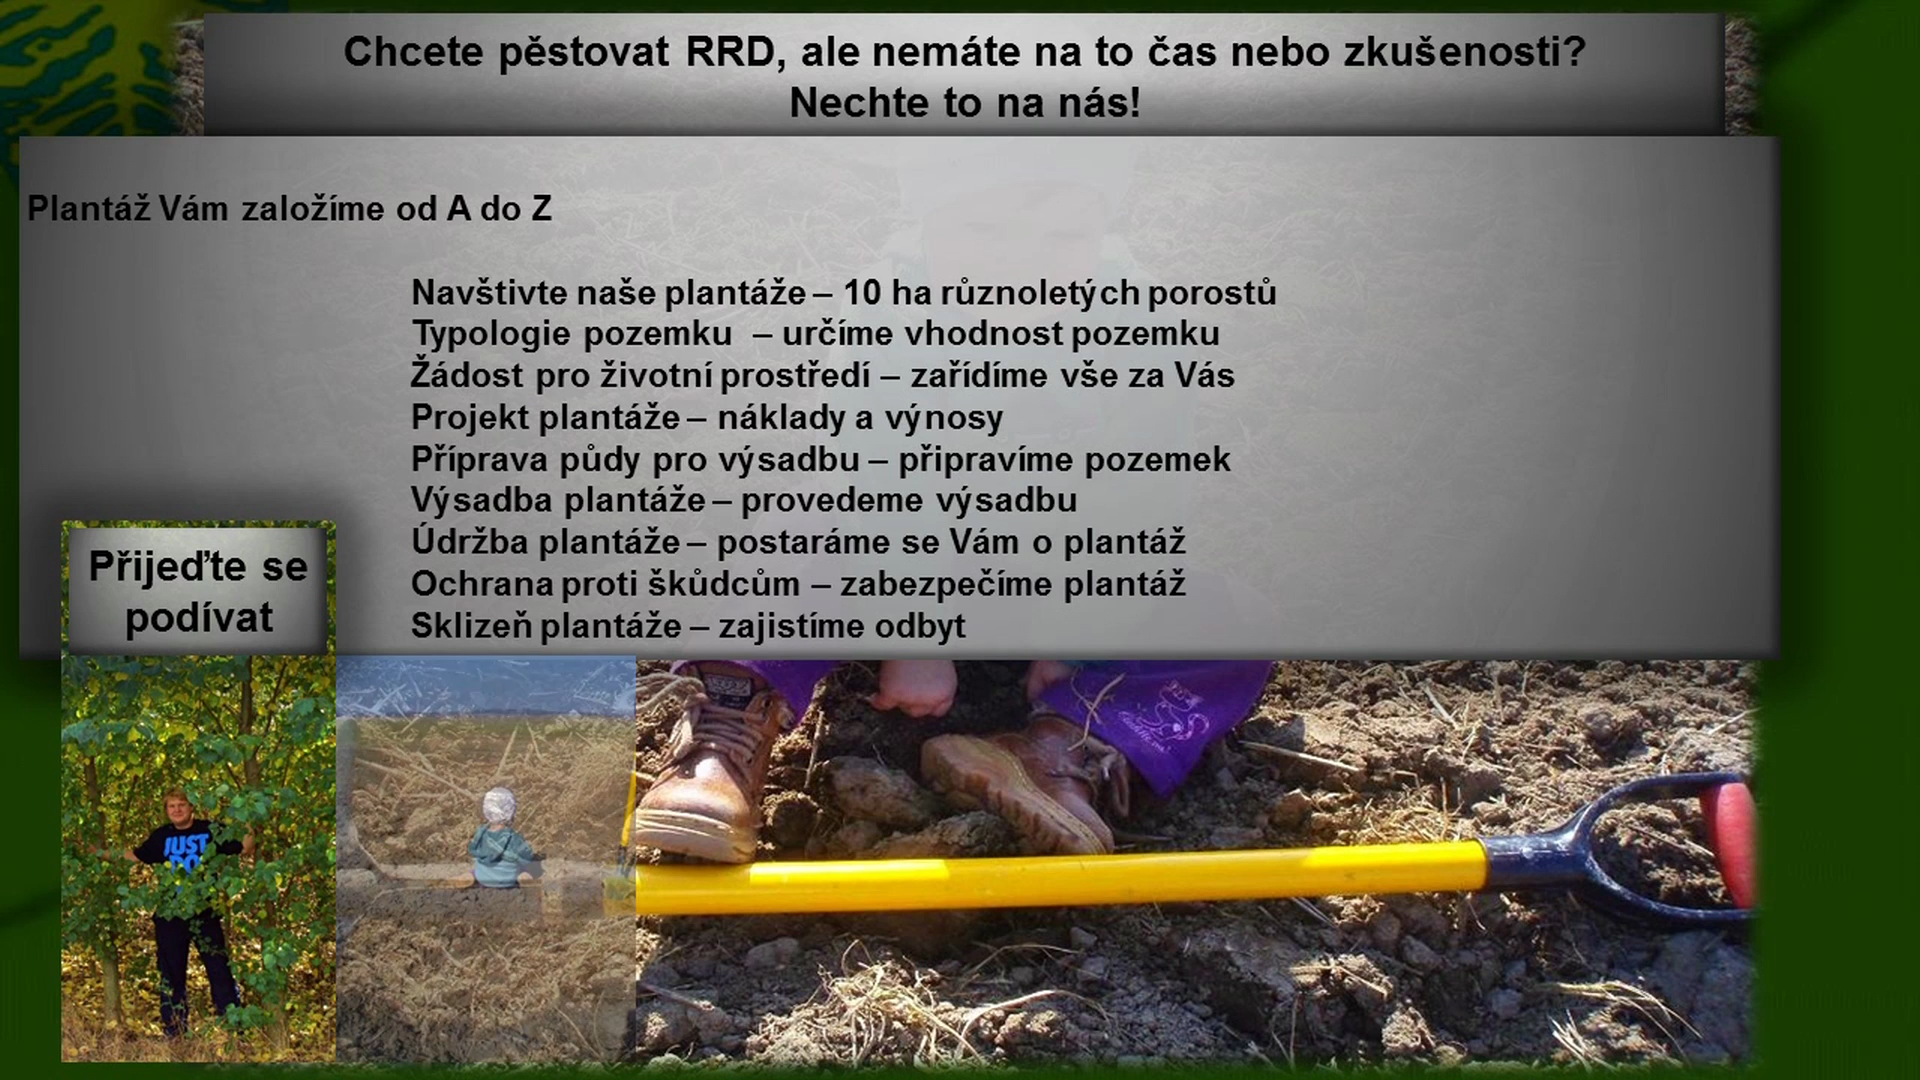 Chcete pěstovat RRD, ale nemáte na to čas nebo zkušenosti?
Nechte to na nás!
Plantáž Vám založíme od A do Z
Navštivte naše plantáže – 10 ha různoletých porostů
Typologie pozemku – určíme vhodnost pozemku
Žádost pro životní prostředí – zařídíme vše za Vás
Projekt plantáže – náklady a výnosy
Příprava půdy pro výsadbu – připravíme pozemek
Výsadba plantáže – provedeme výsadbu
Údržba plantáže – postaráme se Vám o plantáž
Ochrana proti škůdcům – zabezpečíme plantáž
Sklizeň plantáže – zajistíme odbyt
Přijeďte se
podívat
JUST
DO